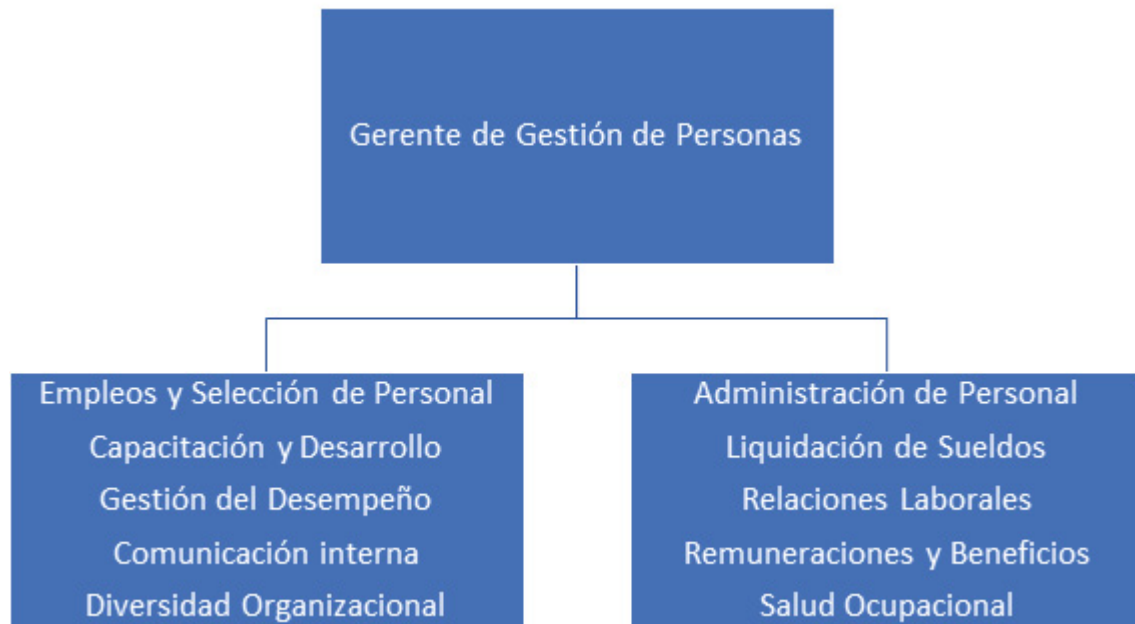 Gerente de Gestión de Personas
Empleos y Selección de Personal
Capacitación y Desarrollo
Gestión del Desempeño
Comunicación interna
Diversidad Organizacional
Administración de Personal
Liquidación de Sueldos
Relaciones Laborales
Remuneraciones y Beneficios
Salud Ocupacional